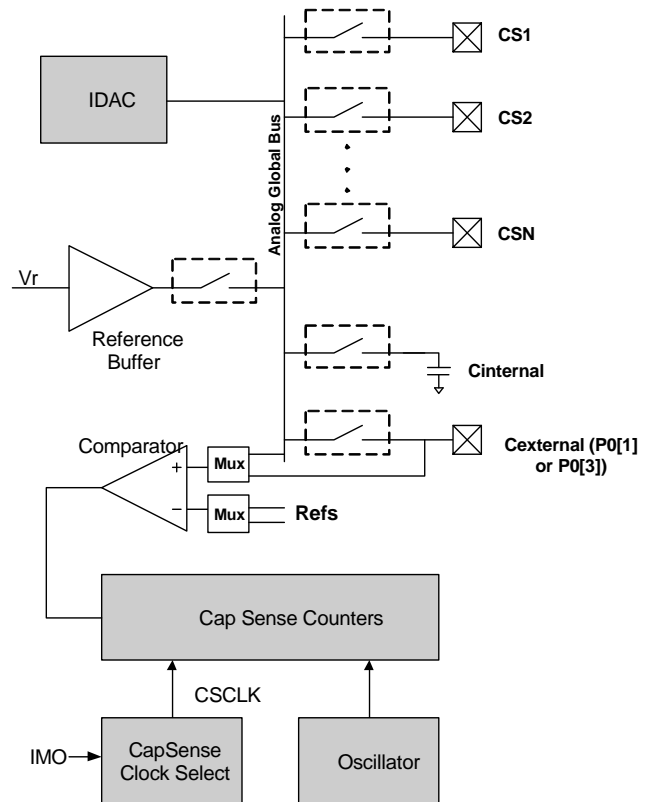 CS1
IDAC
CS2
Analog Global Bus
CSN
Vr
Reference
Buffer
Cinternal
Comparator
Mux
Cexternal (P0[1]
or P0[3])
+
−
Mux
Refs
Cap Sense Counters
CSCLK
IMO
CapSense
Clock Select
Oscillator